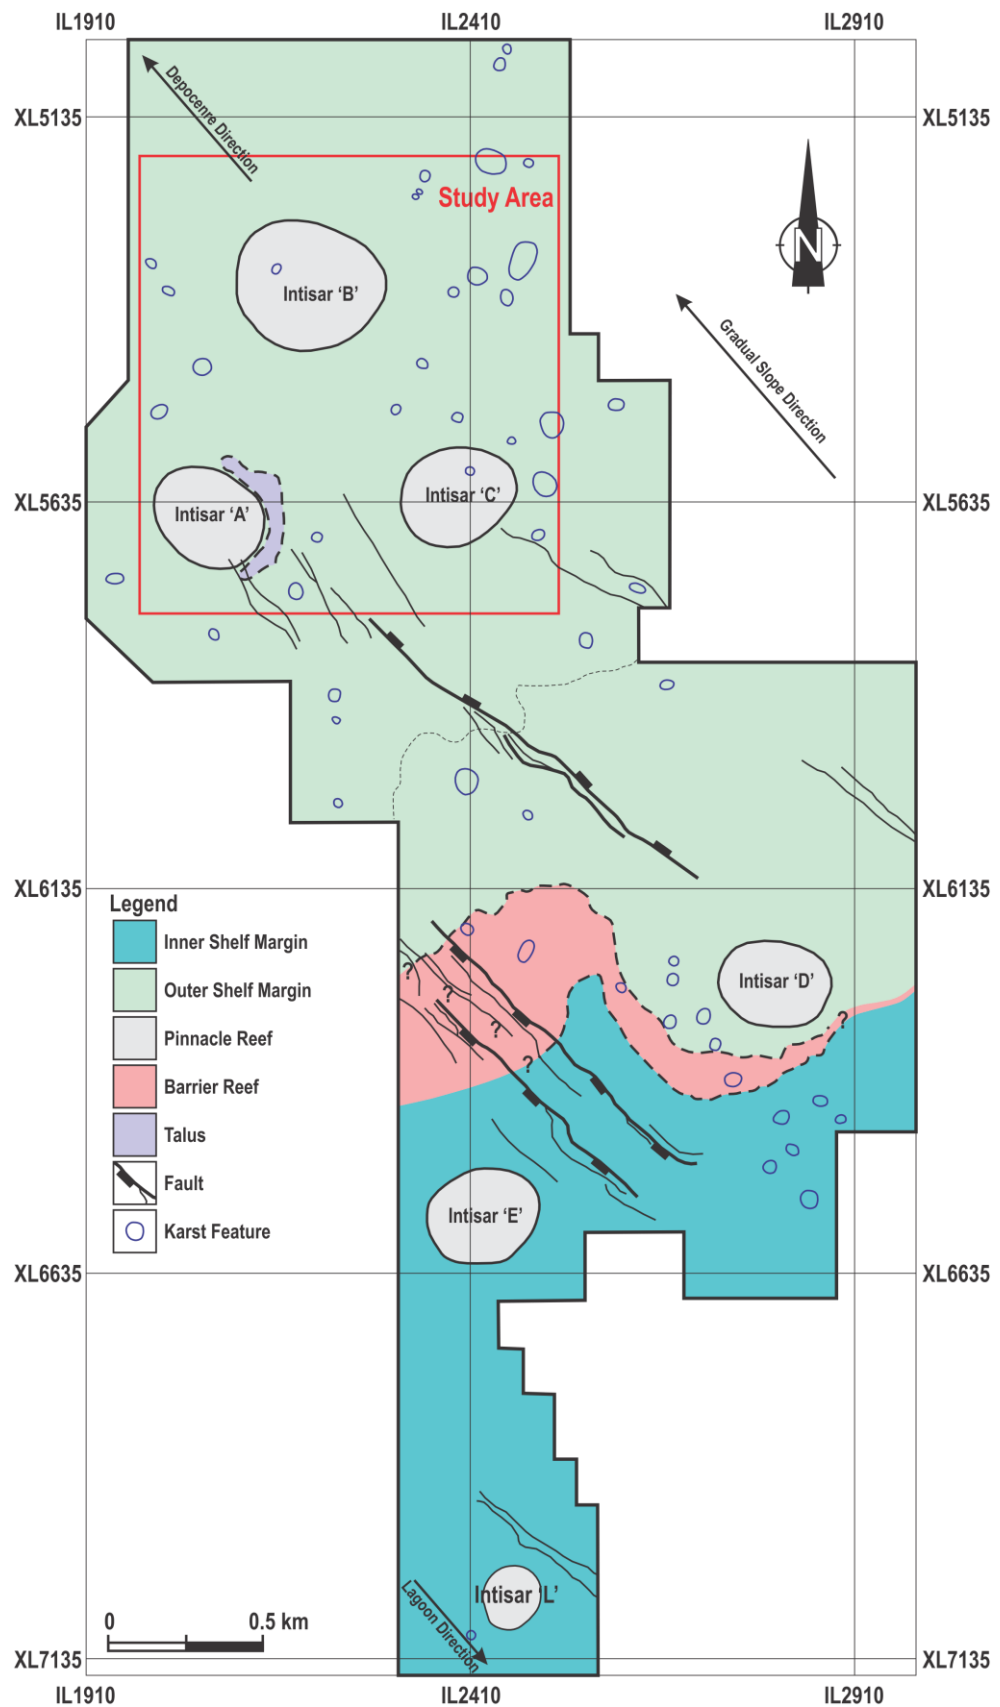 IL1910 IL2410 IL2910
XL5135 XL5135
Depocenre Direction
Study Area
N
Intisar 'B'
Gradual Slope Direction
XL5635 XL5635
Intisar 'A'
Intisar 'C'
XL6135 XL6135
Legend
Inner Shelf Margin
Outer Shelf Margin
Pinnacle Reef
Barrier Reef
Talus
Fault
Karst Feature
?
?
?
?
?
Intisar 'D'
Intisar 'E'
XL6635 XL6635
Intisar 'L'
Lagoon Direction
0 0.5 km
XL7135 XL7135
IL1910 IL2410 IL2910